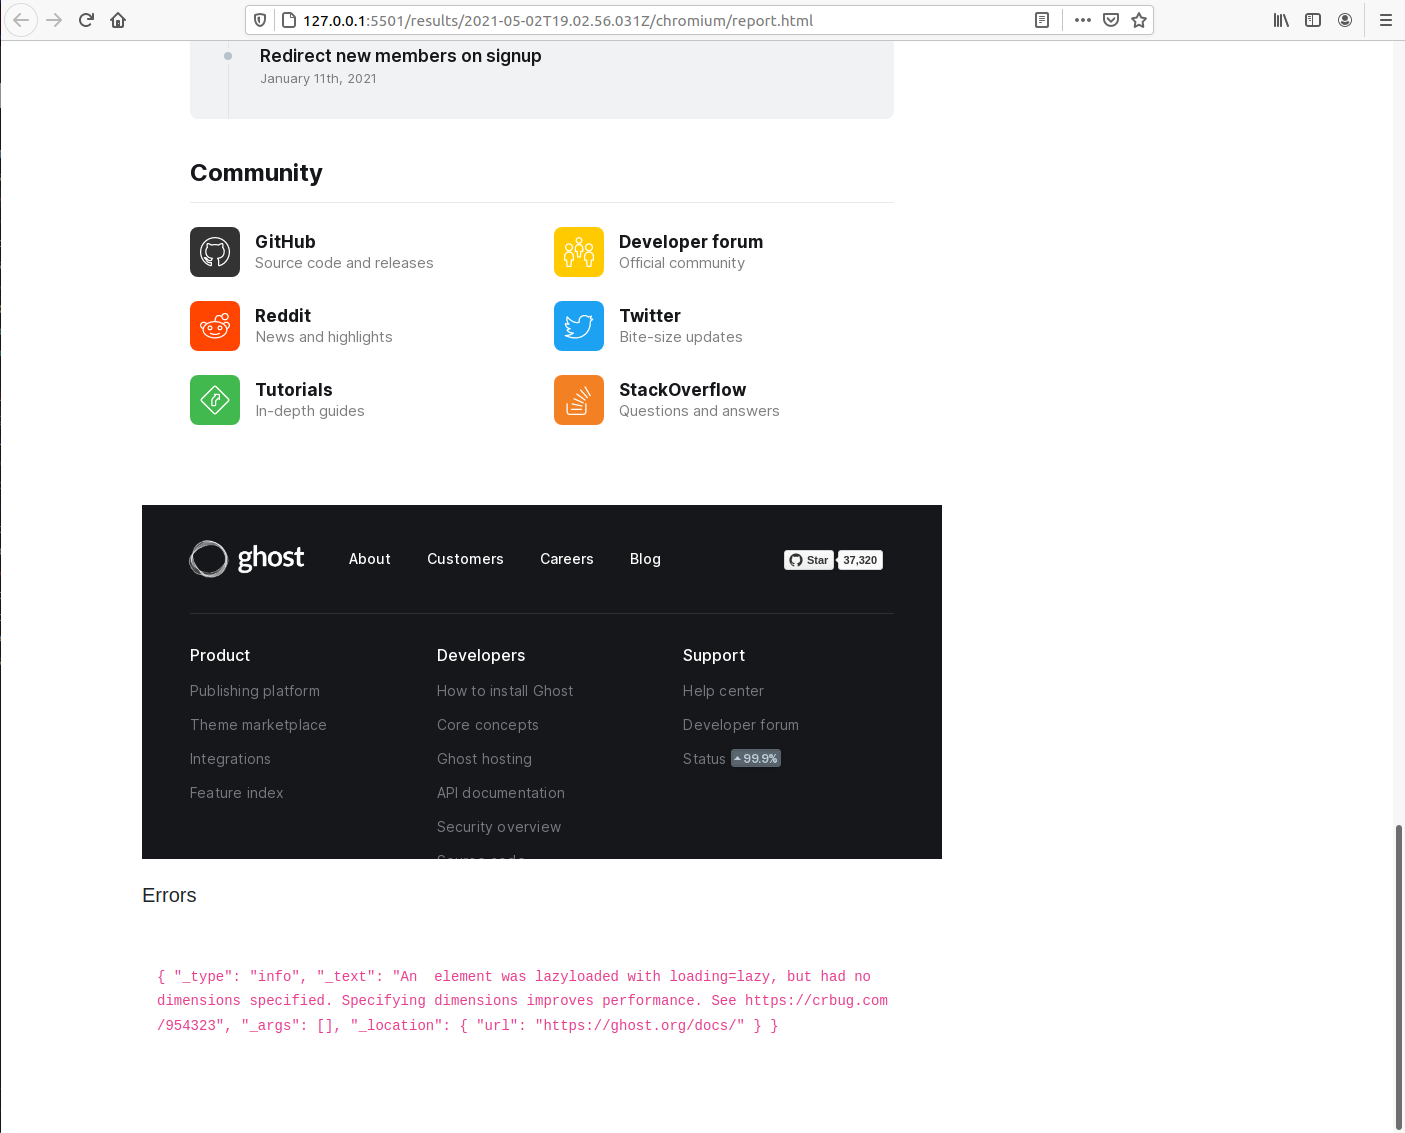 127.0.0.1:5501/results/2021-05-02T19.02.56.031Z/chromium/report.html
Redirect new members on signup
January 11th, 2021
Community
GitHub
Source code and releases
Developer forum
Official community
Reddit
News and highlights
Twitter
Bite-size updates
Tutorials
In-depth guides
StackOverflow
Questions and answers
ghost About Customers Careers Blog Star 37,320
Product
Publishing platform
Theme marketplace
Integrations
Feature index
Developers
How to install Ghost
Core concepts
Ghost hosting
API documentation
Security overview
Source code
Support
Help center
Developer forum
Status 99.9%
Errors
{ "_type": "info", "_text": "An  element was lazyloaded with loading=lazy, but had no
dimensions specified. Specifying dimensions improves performance. See https://crbug.com
/954323", "_args": [], "_location": { "url": "https://ghost.org/docs/" } }